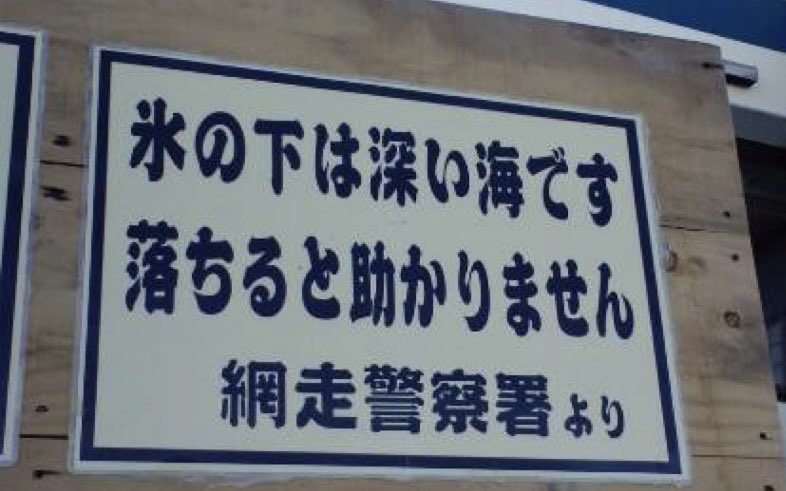 氷の下は深い海です
落ちると助かりません
網走警察署より